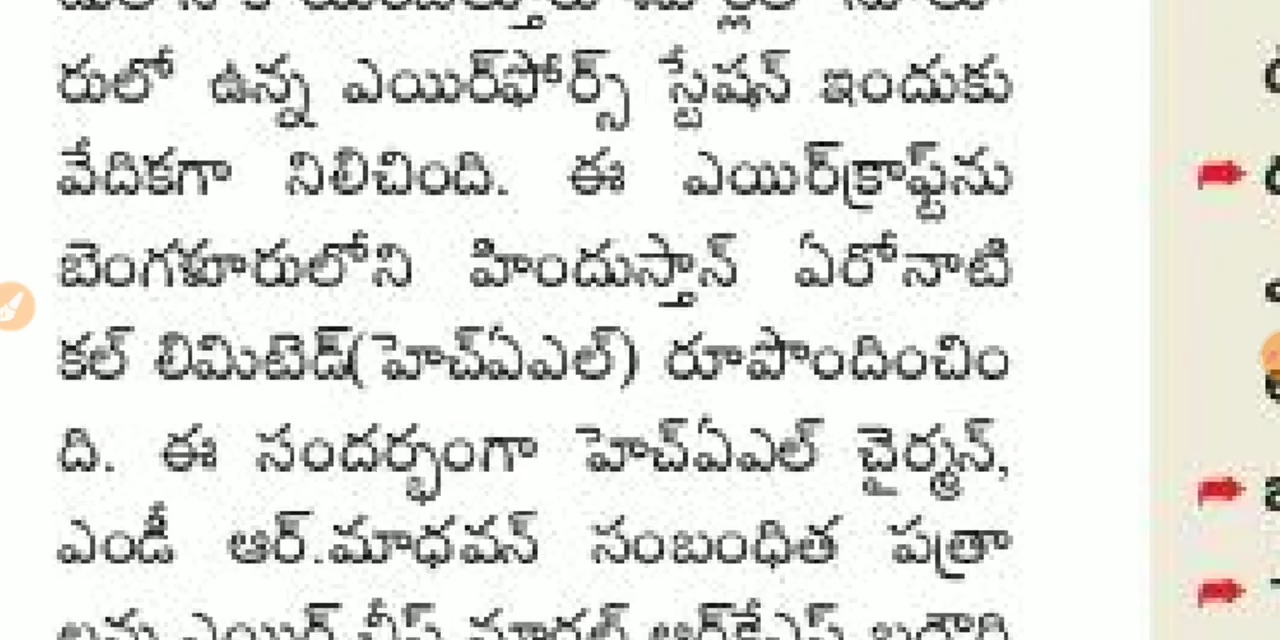 రులో ఉన్న ఎయిర్‌ఫోర్స్ స్టేషన్ ఇందుకు
వేదికగా నిలిచింది. ఈ ఎయిర్‌క్రాఫ్ట్‌ను
బెంగళూరులోని హిందుస్తాన్ ఏరోనాటి
కల్ లిమిటెడ్(హెచ్ఏఎల్) రూపొందించిం
ది. ఈ సందర్భంగా హెచ్ఏఎల్ చైర్మన్,
ఎండీ ఆర్.మాధవన్ సంబంధిత పత్రా